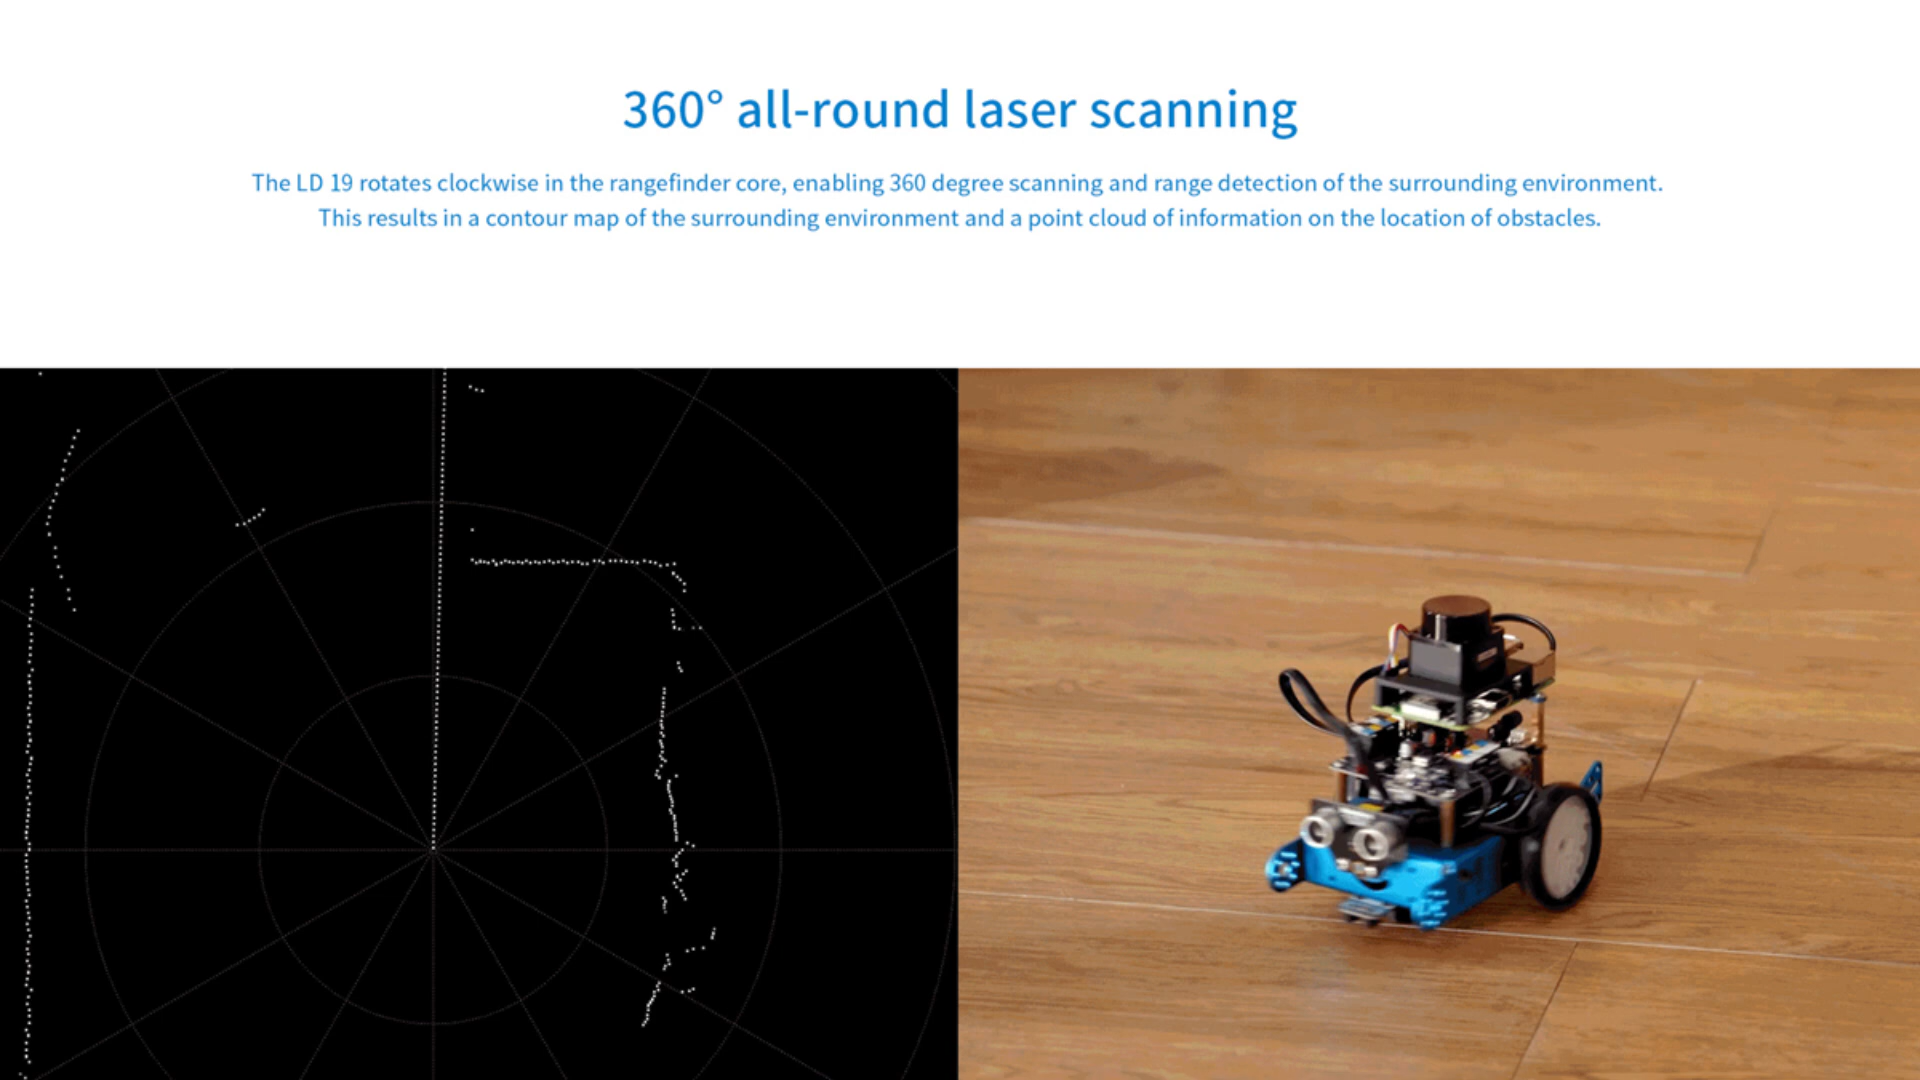 360° all-round laser scanning
The LD 19 rotates clockwise in the rangefinder core, enabling 360 degree scanning and range detection of the surrounding environment.
This results in a contour map of the surrounding environment and a point cloud of information on the location of obstacles.